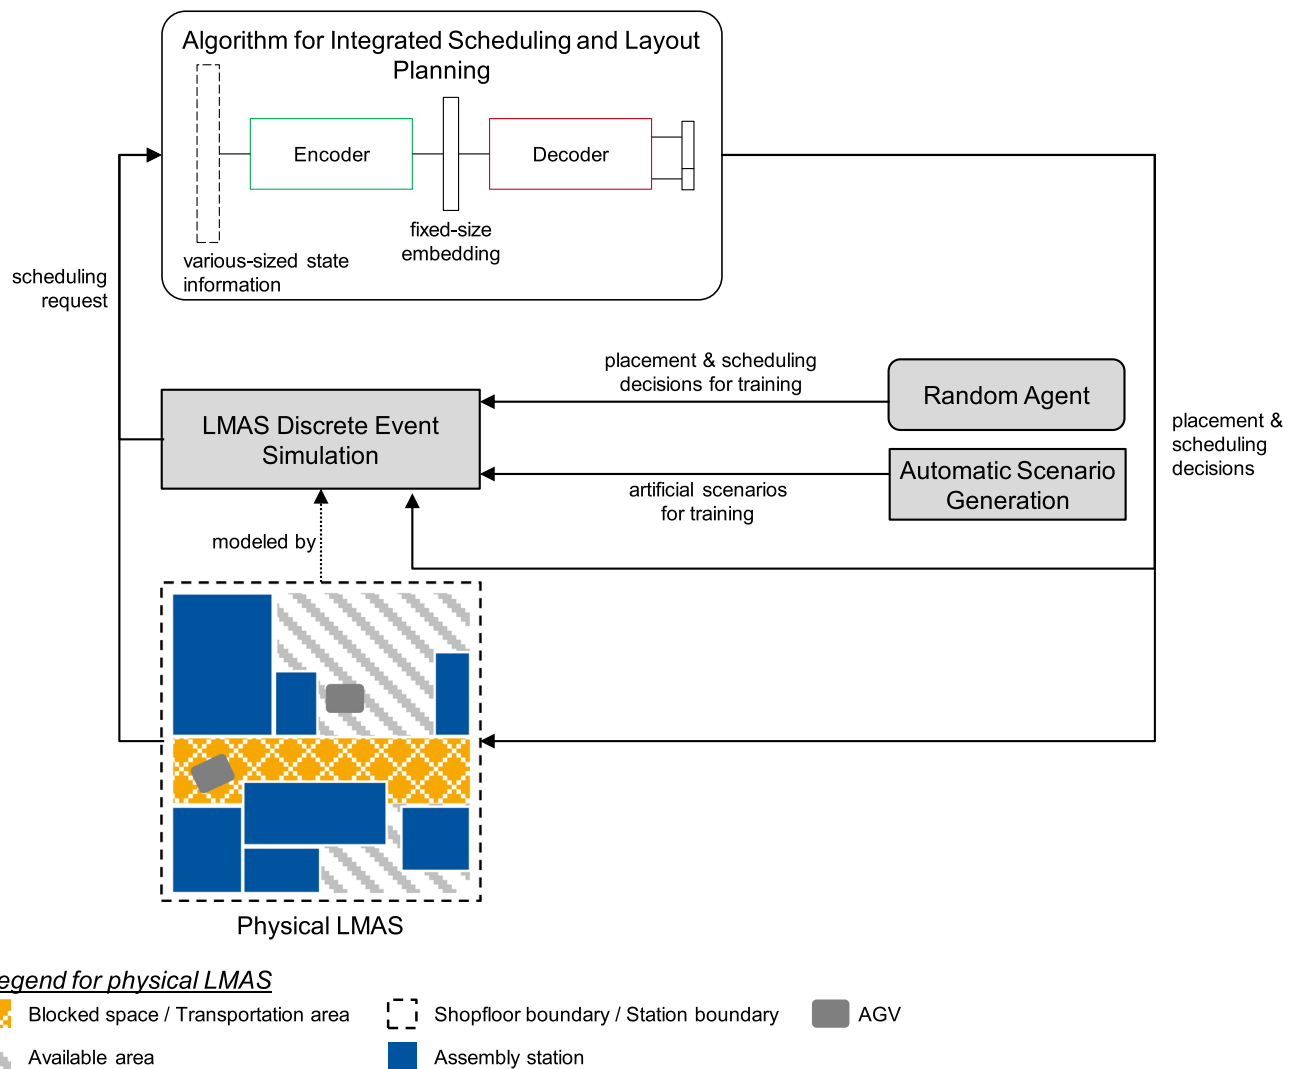 Algorithm for Integrated Scheduling and Layout
Planning
Encoder
Decoder
fixed-size
embedding
various-sized state
information
scheduling
request
placement & scheduling
decisions for training
Random Agent
LMAS Discrete Event
Simulation
placement &
scheduling
decisions
Automatic Scenario
Generation
artificial scenarios
for training
modeled by
Physical LMAS
egend for physical LMAS
Blocked space / Transportation area
Shopfloor boundary / Station boundary
AGV
Available area
Assembly station